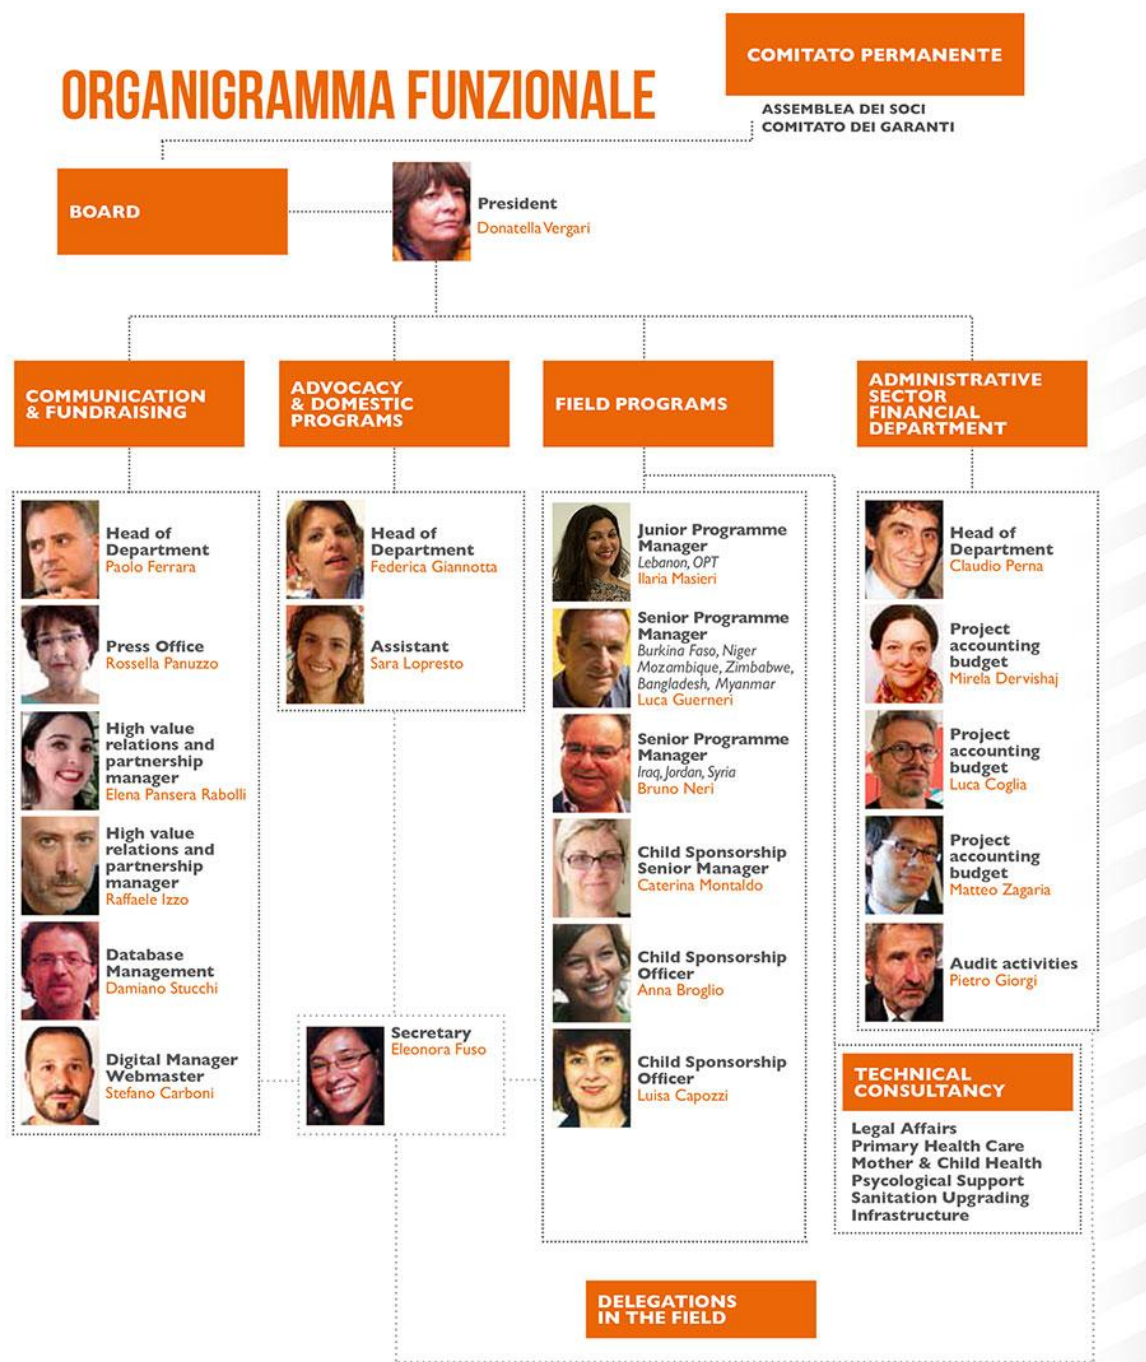 ORGANIGRAMMA FUNZIONALE
COMITATO PERMANENTE
ASSEMBLEA DEI SOCI
COMITATO DEI GARANTI
BOARD
President
Donatella Vergari
COMMUNICATION
& FUNDRAISING
Head of
Department
Paolo Ferrara
Press Office
Rossella Panuzzo
High value
relations and
partnership
manager
Elena Pansera Rabolli
High value
relations and
partnership
manager
Raffaele Izzo
Database
Management
Damiano Stucchi
Digital Manager
Webmaster
Stefano Carboni
ADVOCACY
& DOMESTIC
PROGRAMS
Head of
Department
Federica Giannotta
Assistant
Sara Lopresto
Secretary
Eleonora Fuso
FIELD PROGRAMS
Junior Programme
Manager
Lebanon, OPT
Ilaria Masieri
Senior Programme
Manager
Burkina Faso, Niger
Mozambique, Zimbabwe,
Bangladesh, Myanmar
Luca Guerneri
Senior Programme
Manager
Iraq, Jordan, Syria
Bruno Neri
Child Sponsorship
Senior Manager
Caterina Montaldo
Child Sponsorship
Officer
Anna Broglio
Child Sponsorship
Officer
Luisa Capozzi
ADMINISTRATIVE
SECTOR
FINANCIAL
DEPARTMENT
Head of
Department
Claudio Perna
Project
accounting
budget
Mirela Dervishaj
Project
accounting
budget
Luca Coglia
Project
accounting
budget
Matteo Zagaria
Audit activities
Pietro Giorgi
TECHNICAL
CONSULTANCY
Legal Affairs
Primary Health Care
Mother & Child Health
Psycological Support
Sanitation Upgrading
Infrastructure
DELEGATIONS
IN THE FIELD